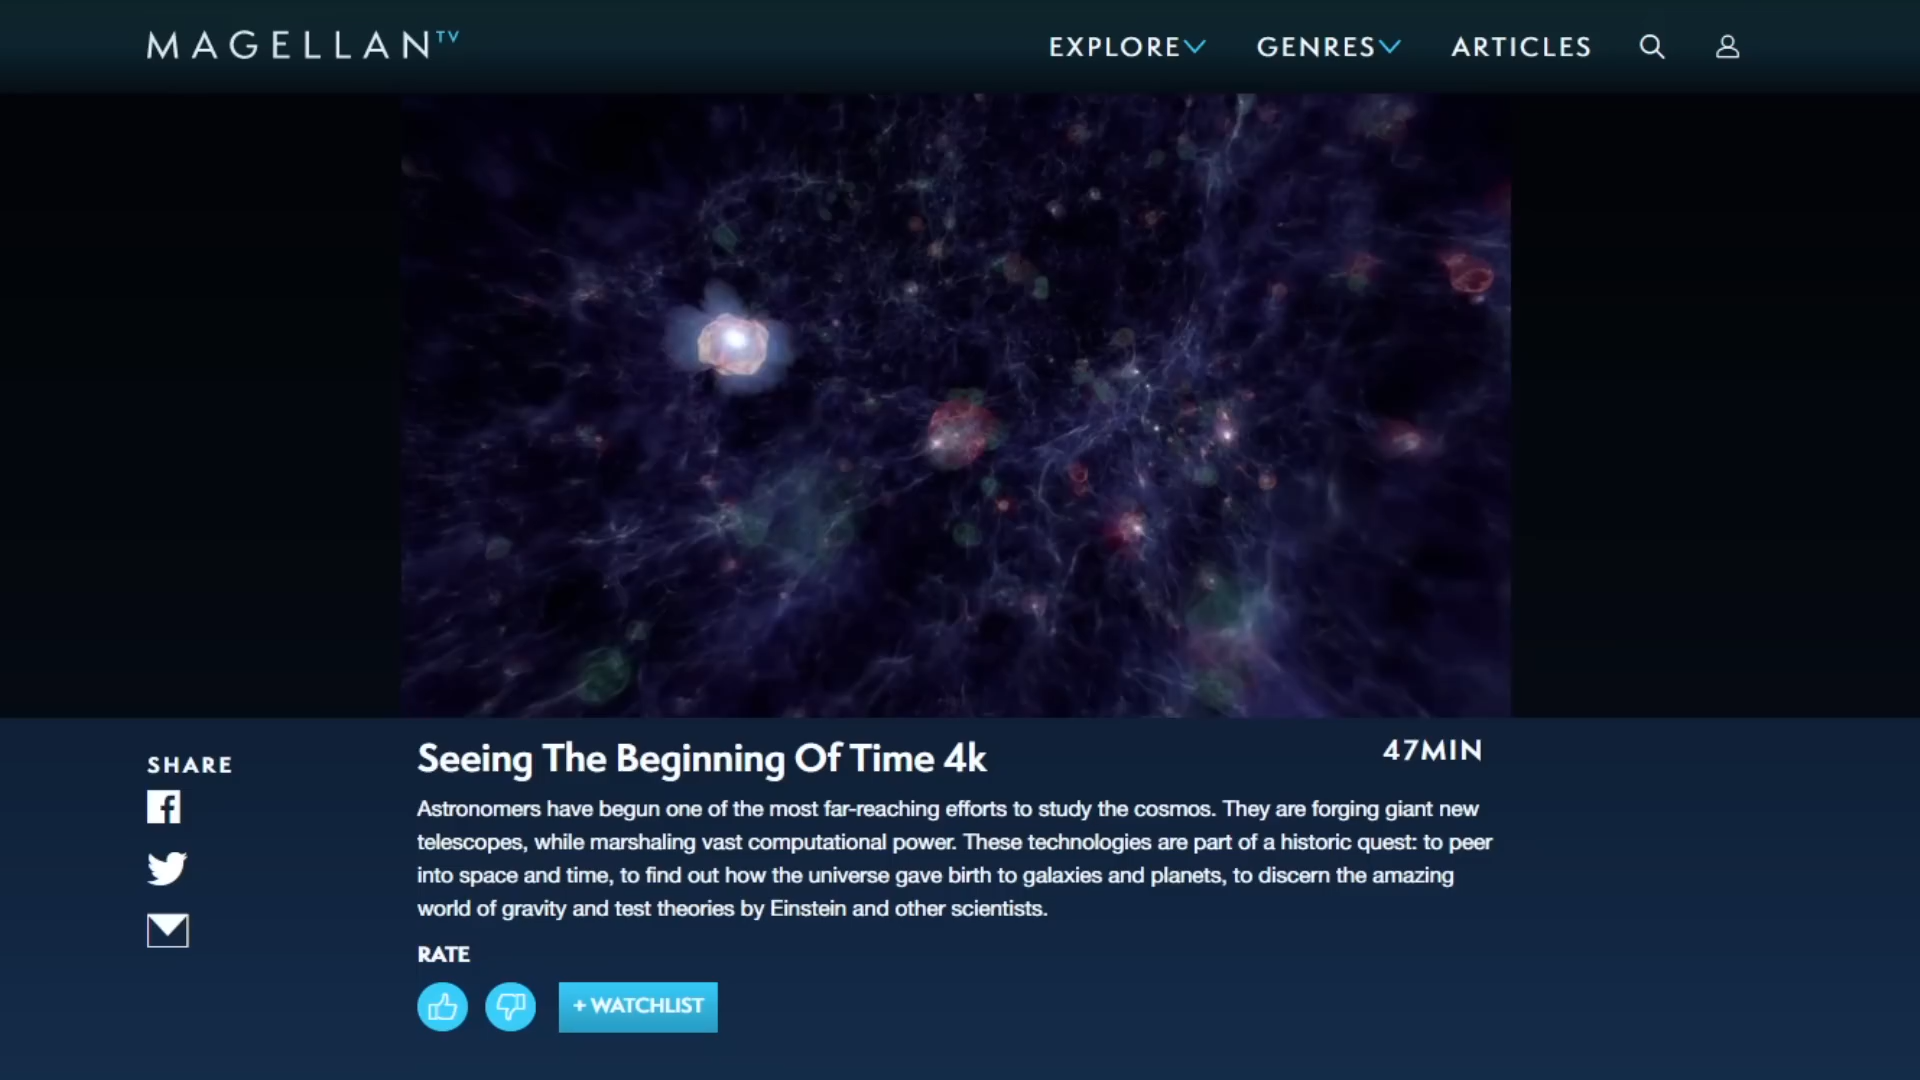 MAGELLAN TV
EXPLORE
GENRES
ARTICLES
SHARE
Seeing The Beginning Of Time 4k
47MIN
Astronomers have begun one of the most far-reaching efforts to study the cosmos. They are forging giant new
telescopes, while marshaling vast computational power. These technologies are part of a historic quest: to peer
into space and time, to find out how the universe gave birth to galaxies and planets, to discern the amazing
world of gravity and test theories by Einstein and other scientists.
RATE
+ WATCHLIST